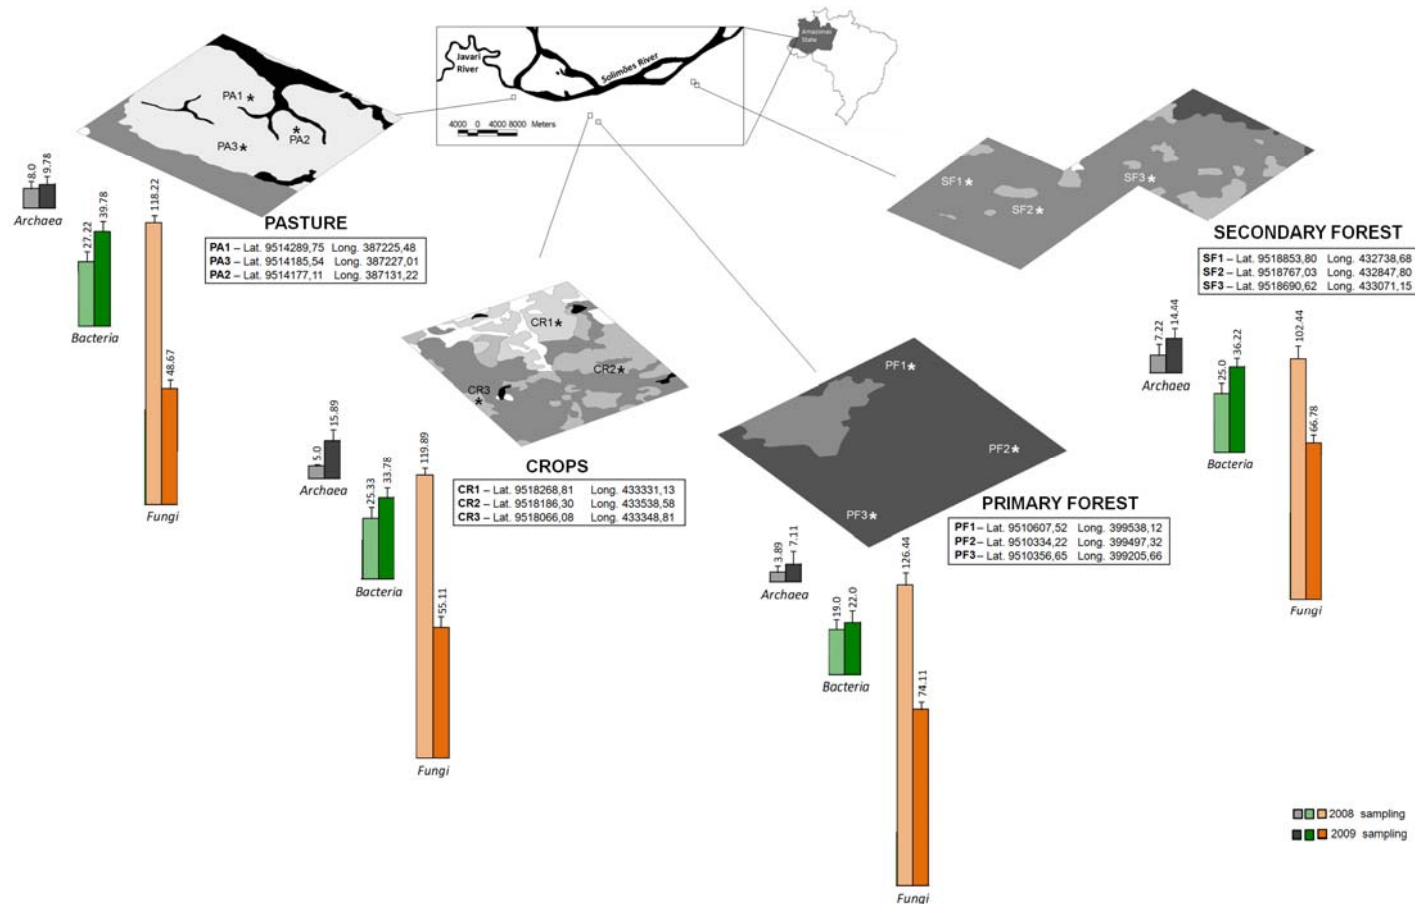 Amazonas
State
Javari
River
Solimões River
4000 0 4000 8000 Meters
PA1
PA2
PA3
8.0
9.78
Archaea
27.22
39.78
Bacteria
118.22
48.67
Fungi
PASTURE
PA1 – Lat. 9514289,75 Long. 387225,48
PA3 – Lat. 9514185,54 Long. 387227,01
PA2 – Lat. 9514177,11 Long. 387131,22
SF1
SF2
SF3
SECONDARY FOREST
SF1 – Lat. 9518853,80 Long. 432738,68
SF2 – Lat. 9518767,03 Long. 432847,80
SF3 – Lat. 9518690,62 Long. 433071,15
7.22
14.44
Archaea
25.0
36.22
Bacteria
102.44
66.78
Fungi
CR1
CR2
CR3
CROPS
CR1 – Lat. 9518268,81 Long. 433331,13
CR2 – Lat. 9518186,30 Long. 433538,58
CR3 – Lat. 9518066,08 Long. 433348,81
5.0
15.89
Archaea
25.33
33.78
Bacteria
119.89
55.11
Fungi
PF1
PF2
PF3
PRIMARY FOREST
PF1 – Lat. 9510607,52 Long. 399538,12
PF2 – Lat. 9510334,22 Long. 399497,32
PF3 – Lat. 9510356,65 Long. 399205,66
3.89
7.11
Archaea
19.0
22.0
Bacteria
126.44
74.11
Fungi
2008 sampling
2009 sampling